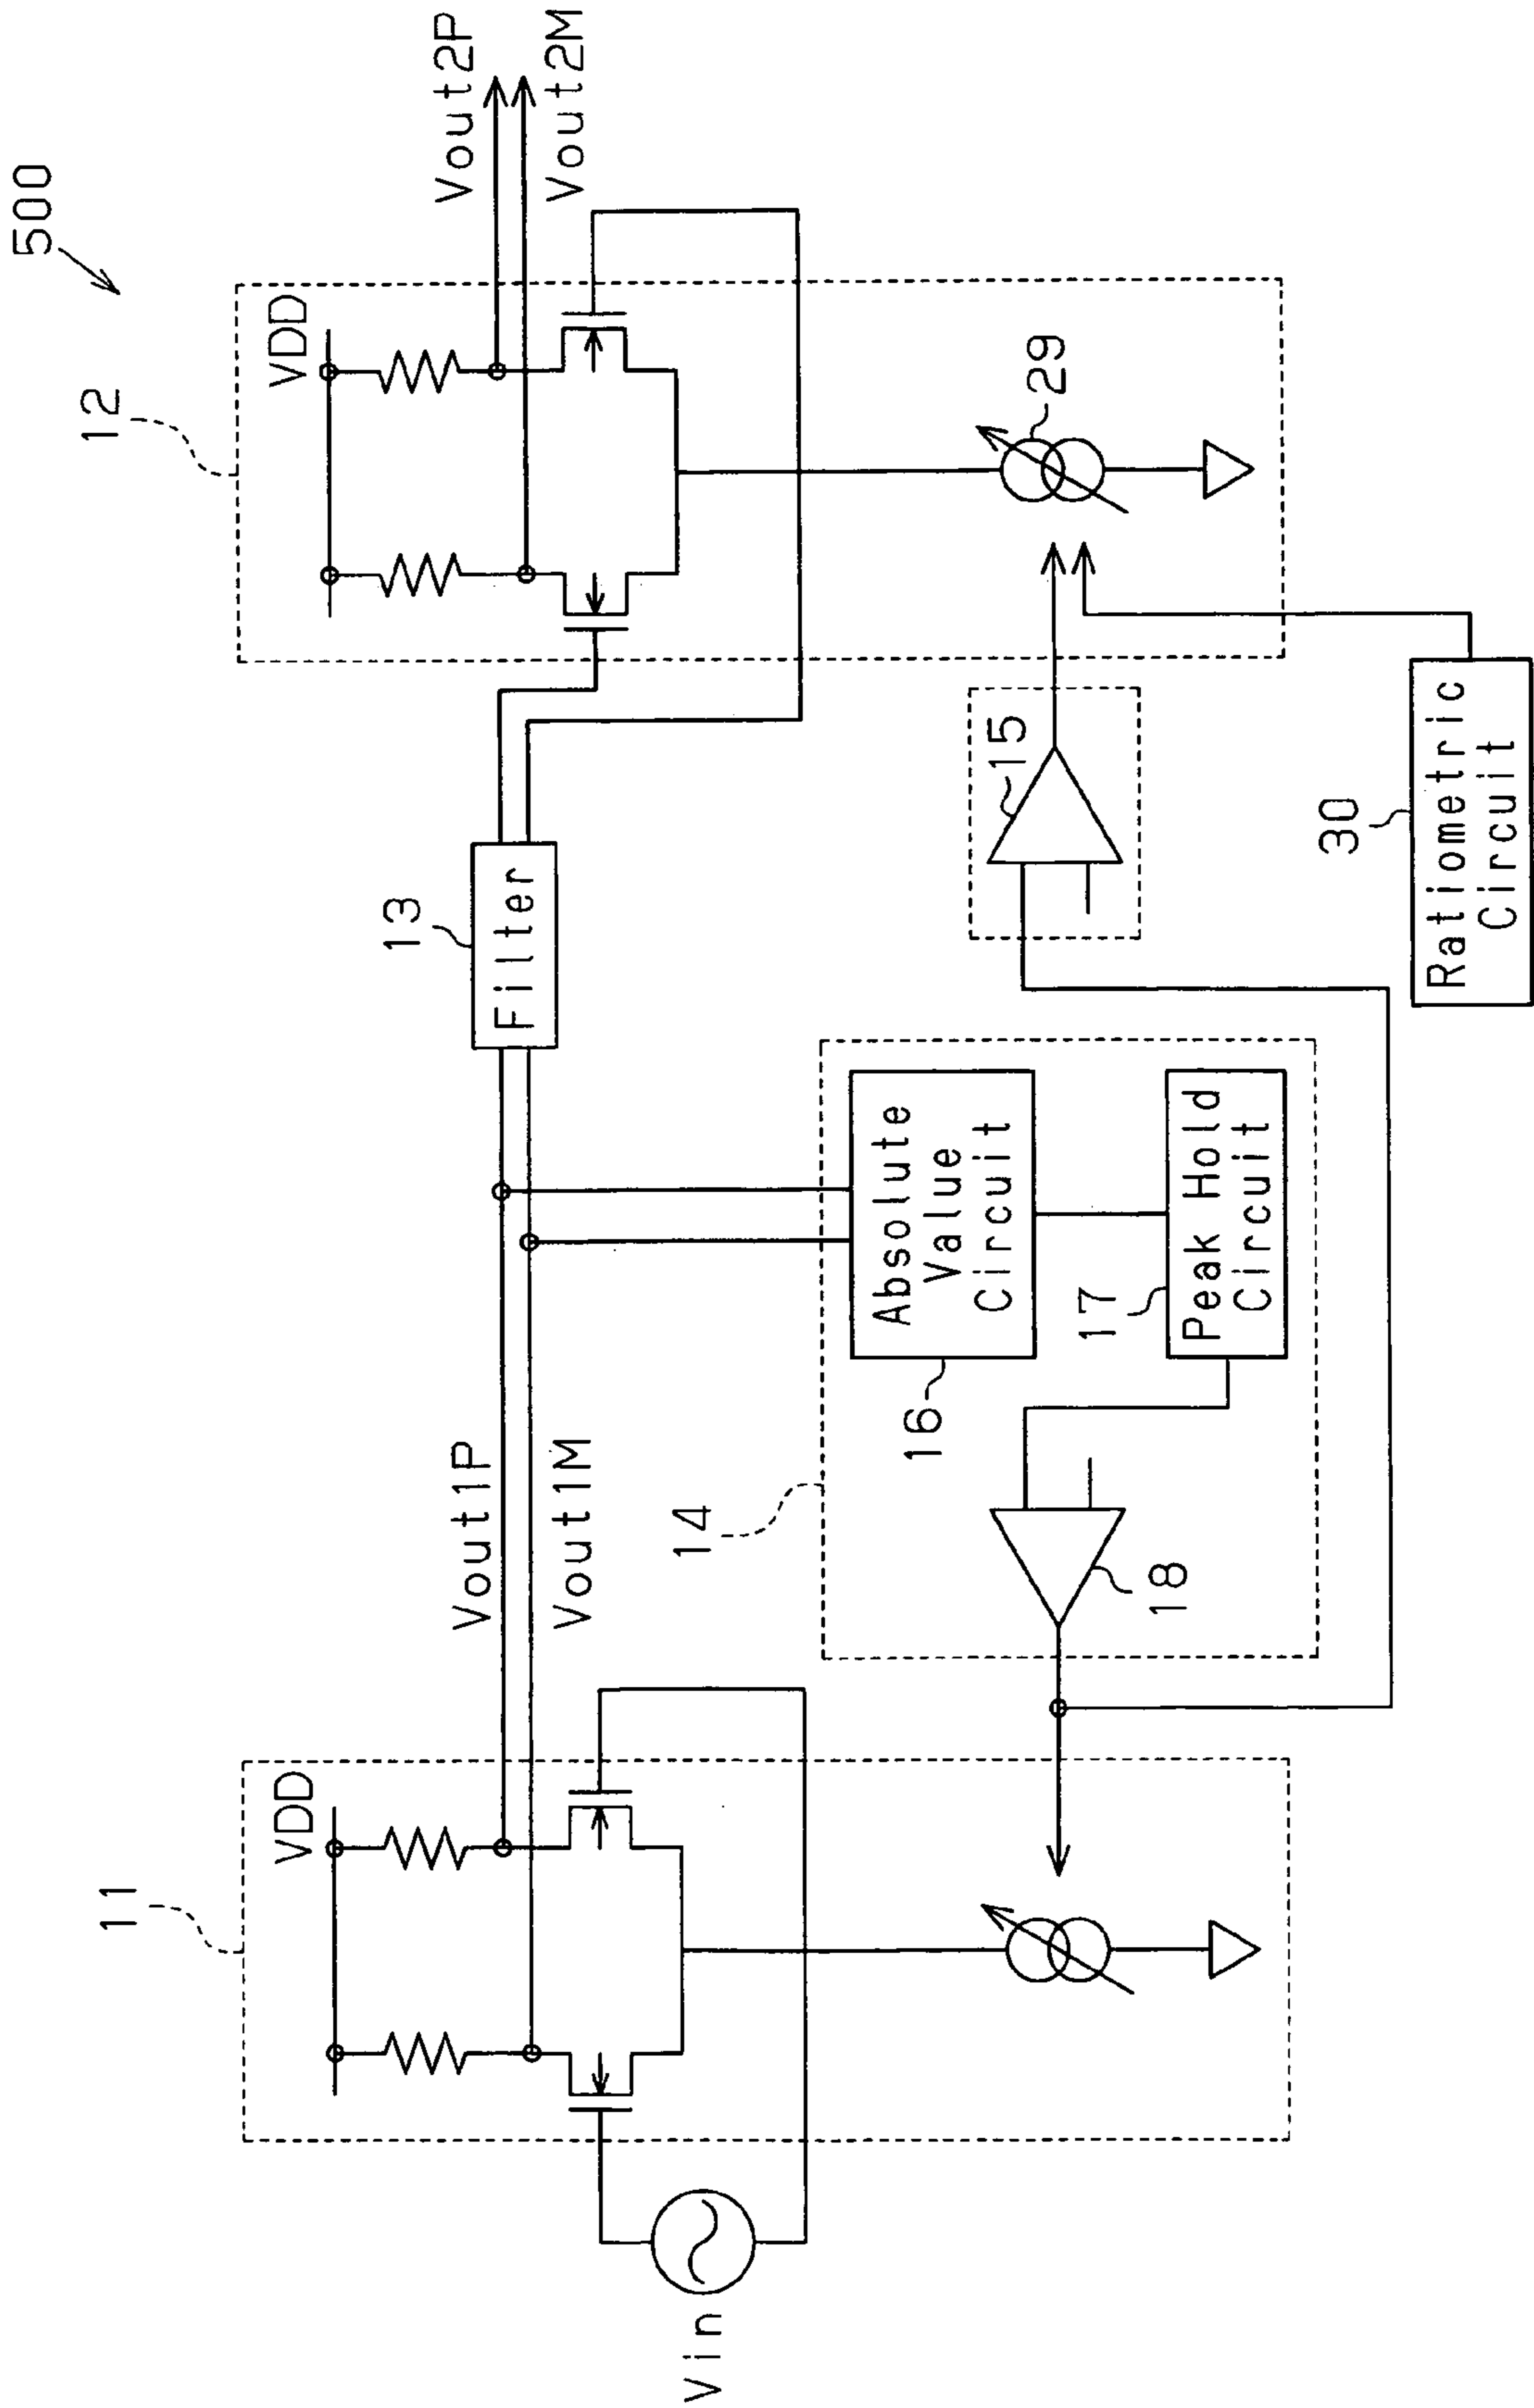 500
12
VDD
Vout2P
Vout2M
29
13
Filter
15
30
Ratiometric
Circuit
Vout1P
Vout1M
14
Absolute
Value
Circuit
16
17
Peak Hold
Circuit
18
11
VDD
Vin